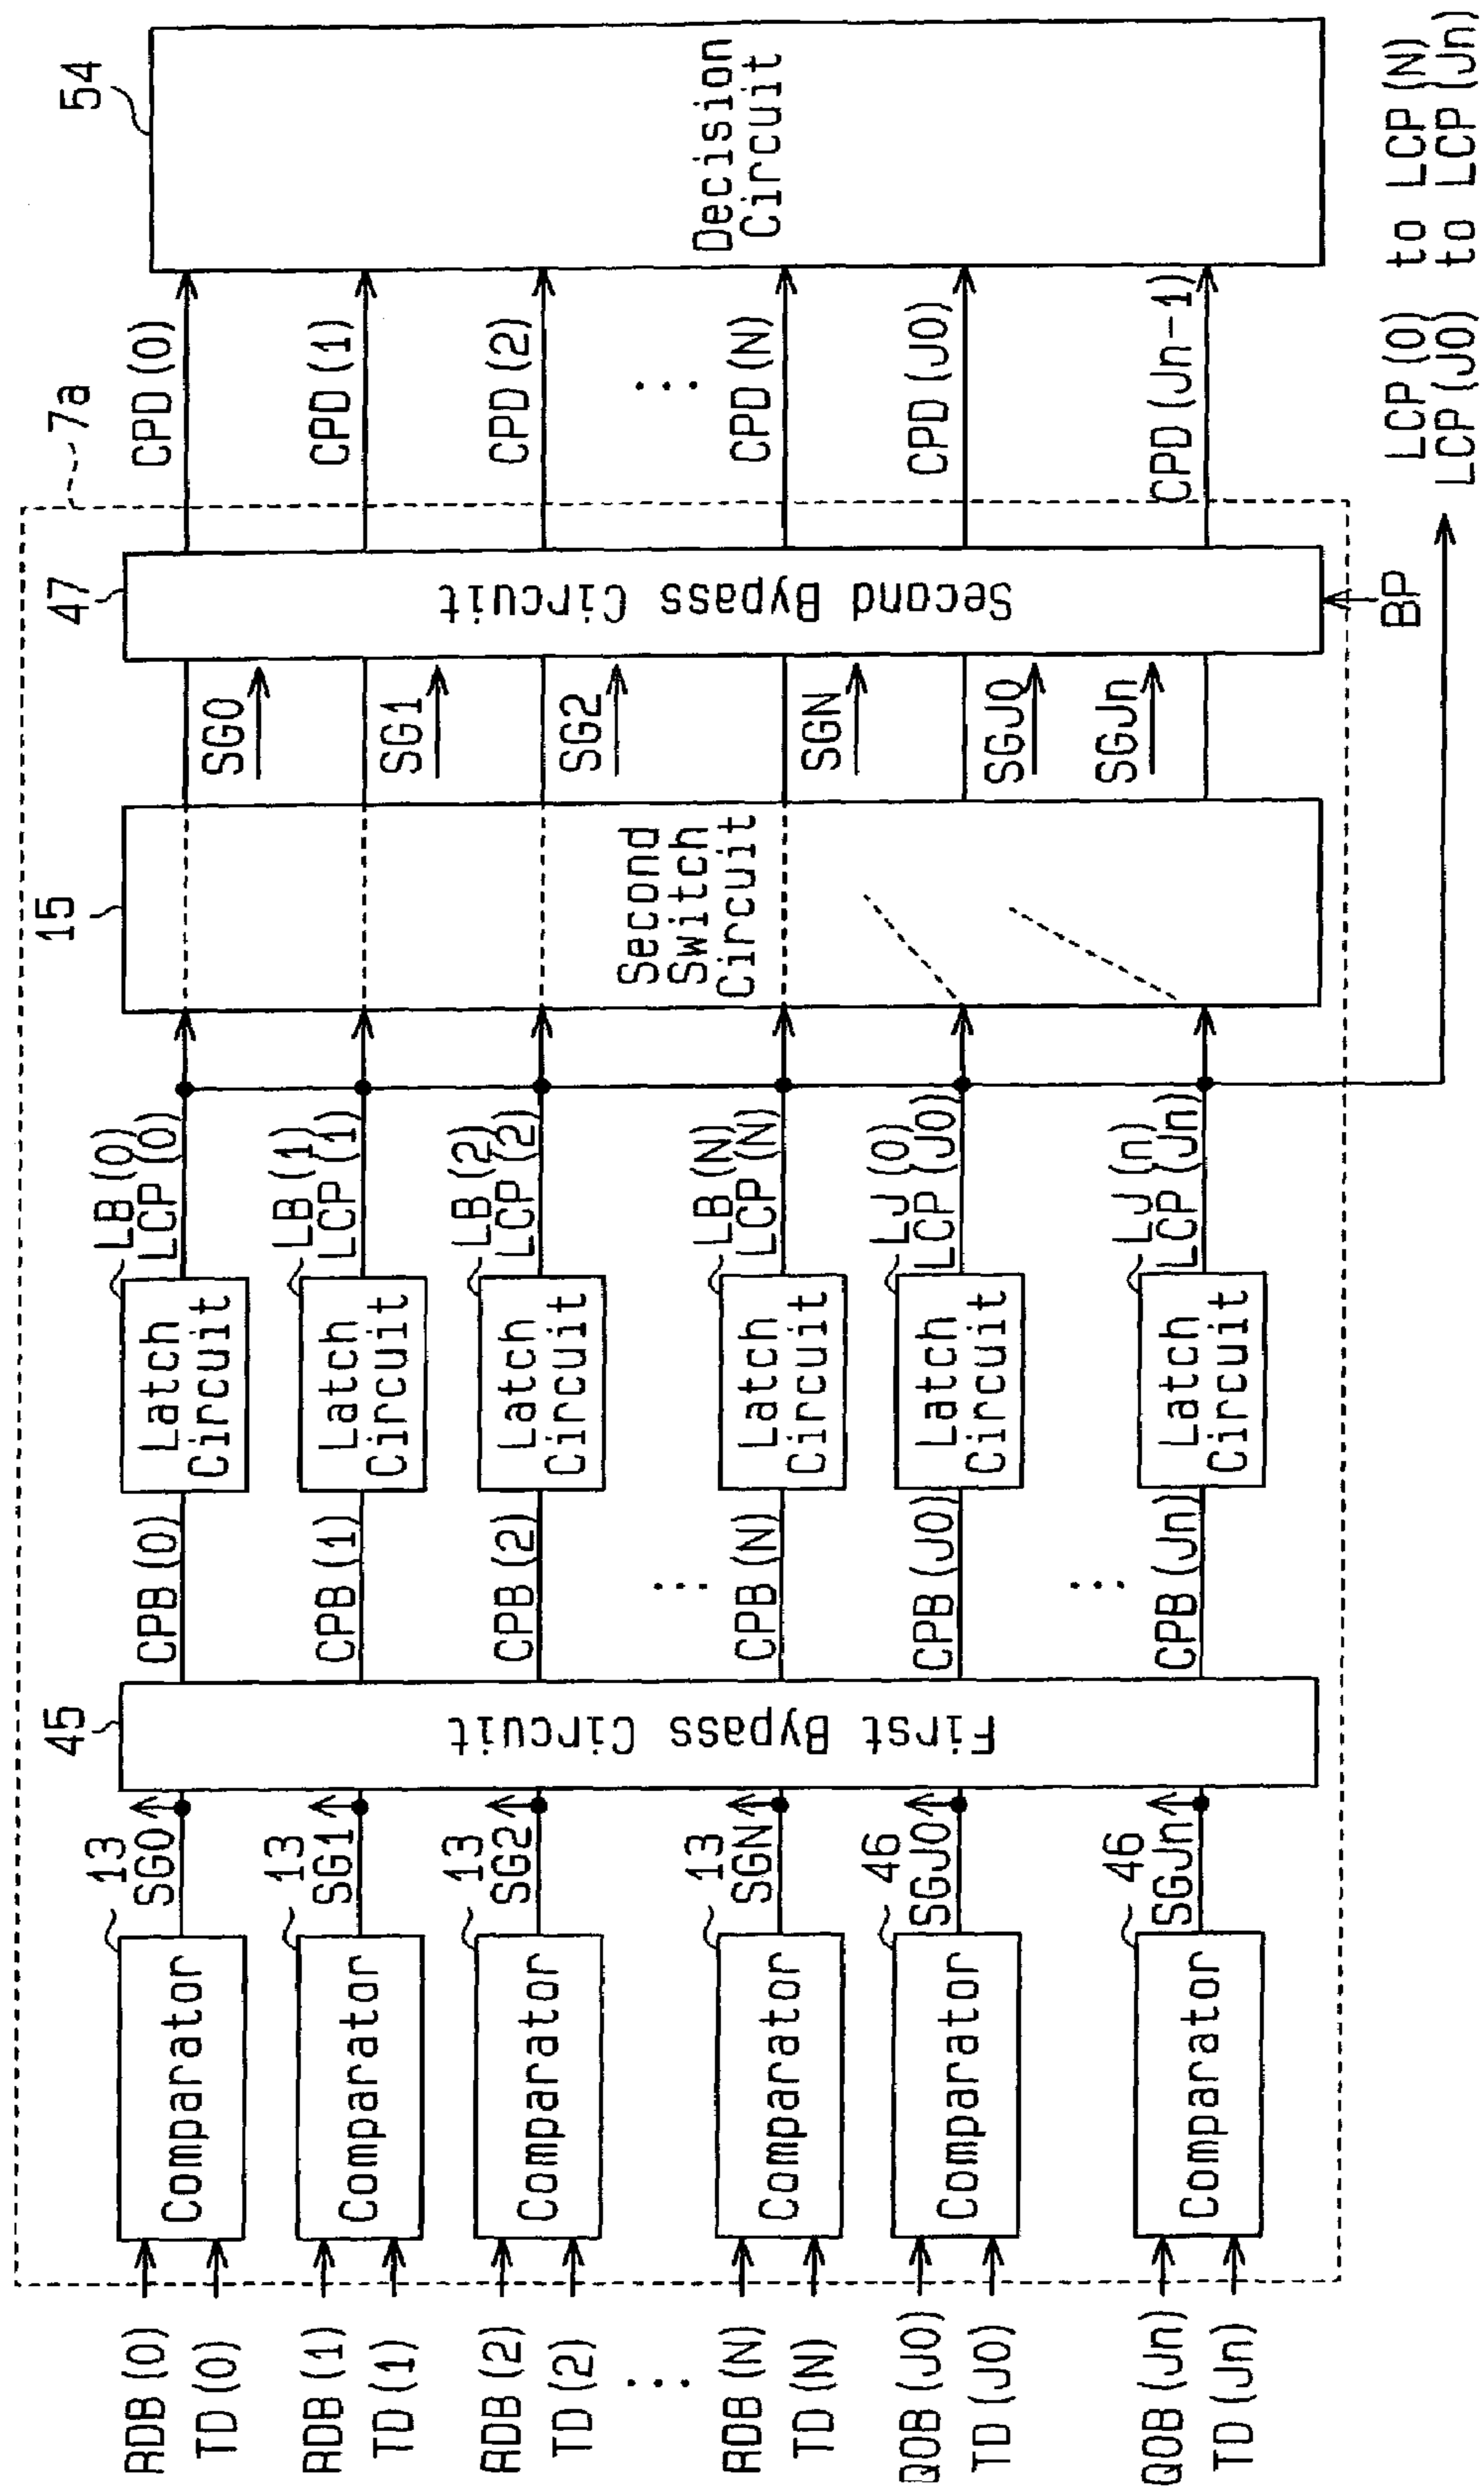 RDB (0)
TD (0)
RDB (1)
TD (1)
RDB (2)
TD (2)
...
RDB (N)
TD (N)
QOB (J0)
TD (J0)
QOB (Jn)
TD (Jn)
Comparator
Comparator
Comparator
Comparator
Comparator
Comparator
13
SG0
13
SG1
13
SG2
13
SGN
46
SGJ0
46
SGJn
45
First Bypass Circuit
CPB (0)
CPB (1)
CPB (2)
...
CPB (N)
CPB (J0)
...
CPB (Jn)
Latch
Circuit
Latch
Circuit
Latch
Circuit
Latch
Circuit
Latch
Circuit
Latch
Circuit
LB (0)
LCP (0)
LB (1)
LCP (1)
LB (2)
LCP (2)
LB (N)
LCP (N)
LJ (0)
LCP (J0)
LJ (n)
LCP (Jn)
15
Second
Switch
Circuit
SG0
SG1
SG2
SGN
SGJ0
SGJn
47
Second Bypass Circuit
BP
7a
CPD (0)
CPD (1)
CPD (2)
...
CPD (N)
CPD (J0)
CPD (Jn-1)
54
Decision
Circuit
LCP (0) to LCP (N)
LCP (J0) to LCP (Jn)